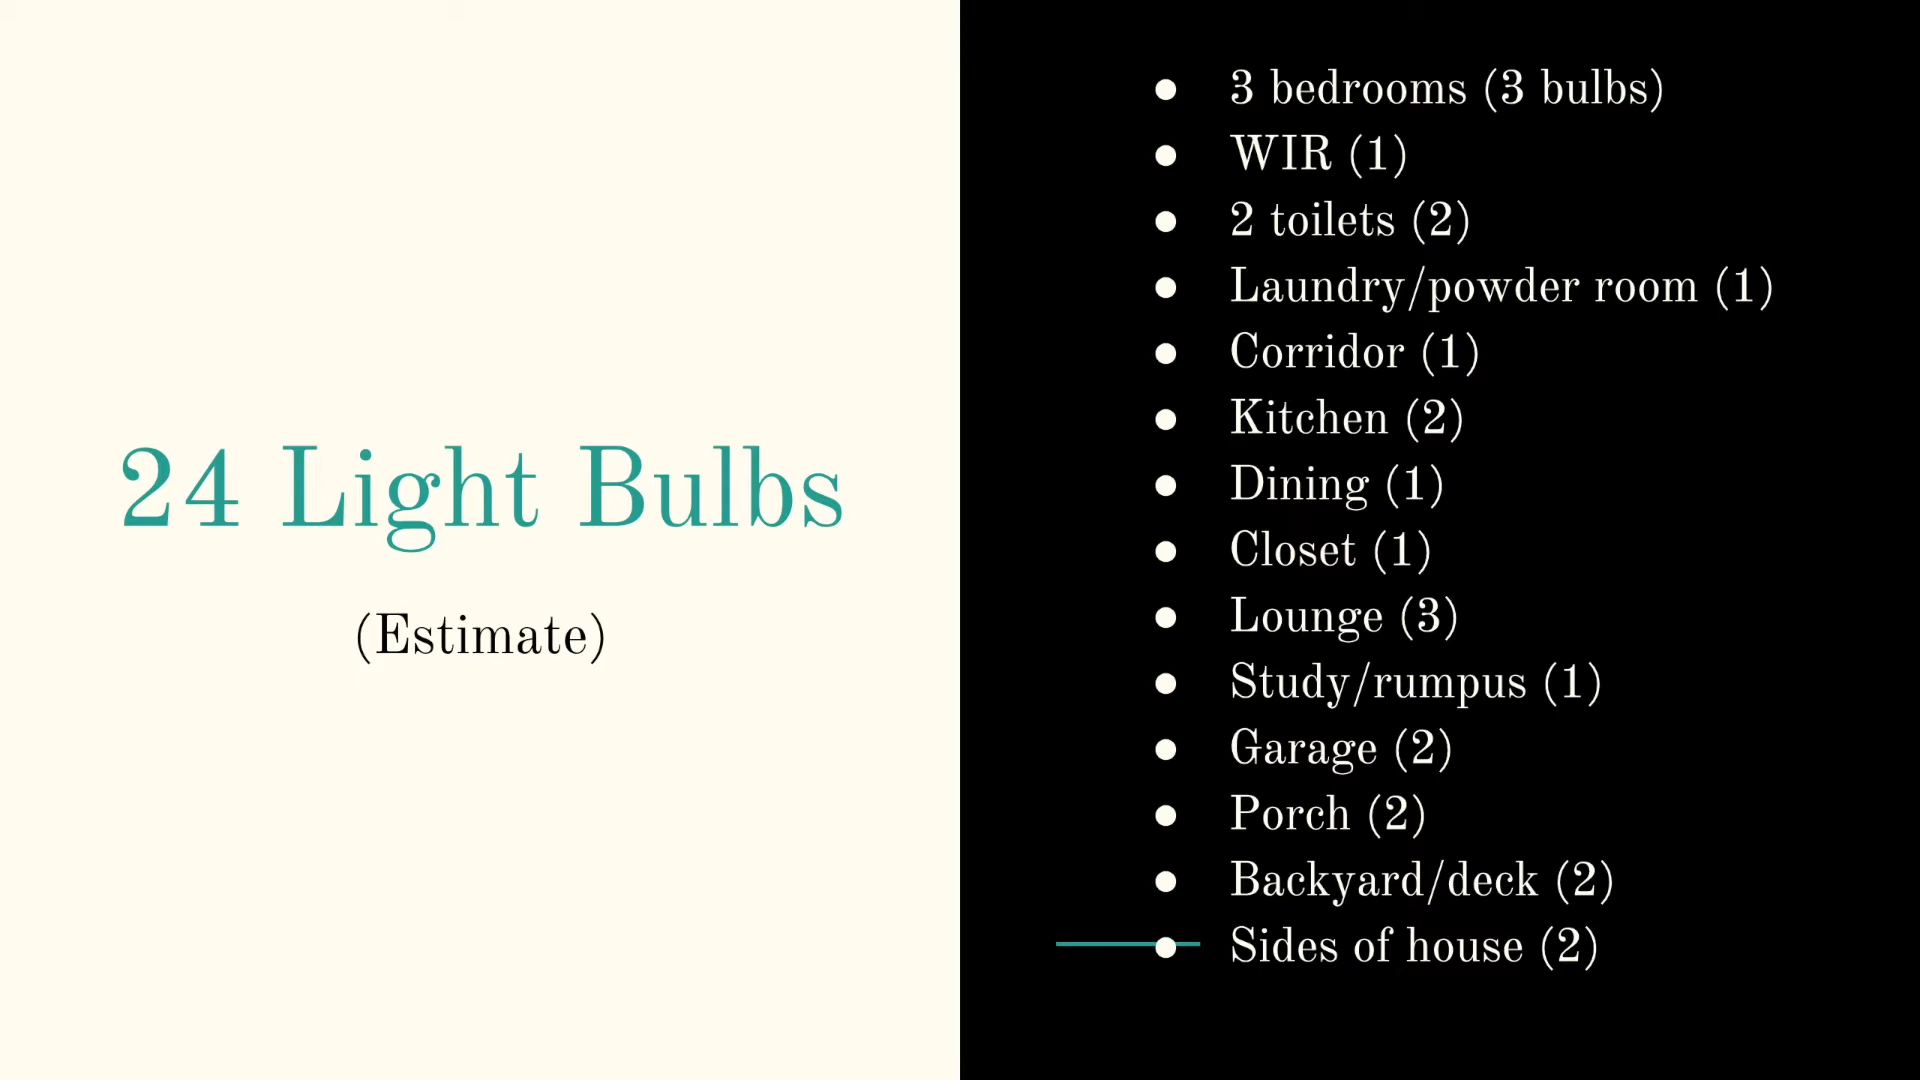 24 Light Bulbs
(Estimate)
● 3 bedrooms (3 bulbs)
● WIR (1)
● 2 toilets (2)
● Laundry/powder room (1)
● Corridor (1)
● Kitchen (2)
● Dining (1)
● Closet (1)
● Lounge (3)
● Study/rumpus (1)
● Garage (2)
● Porch (2)
● Backyard/deck (2)
● Sides of house (2)